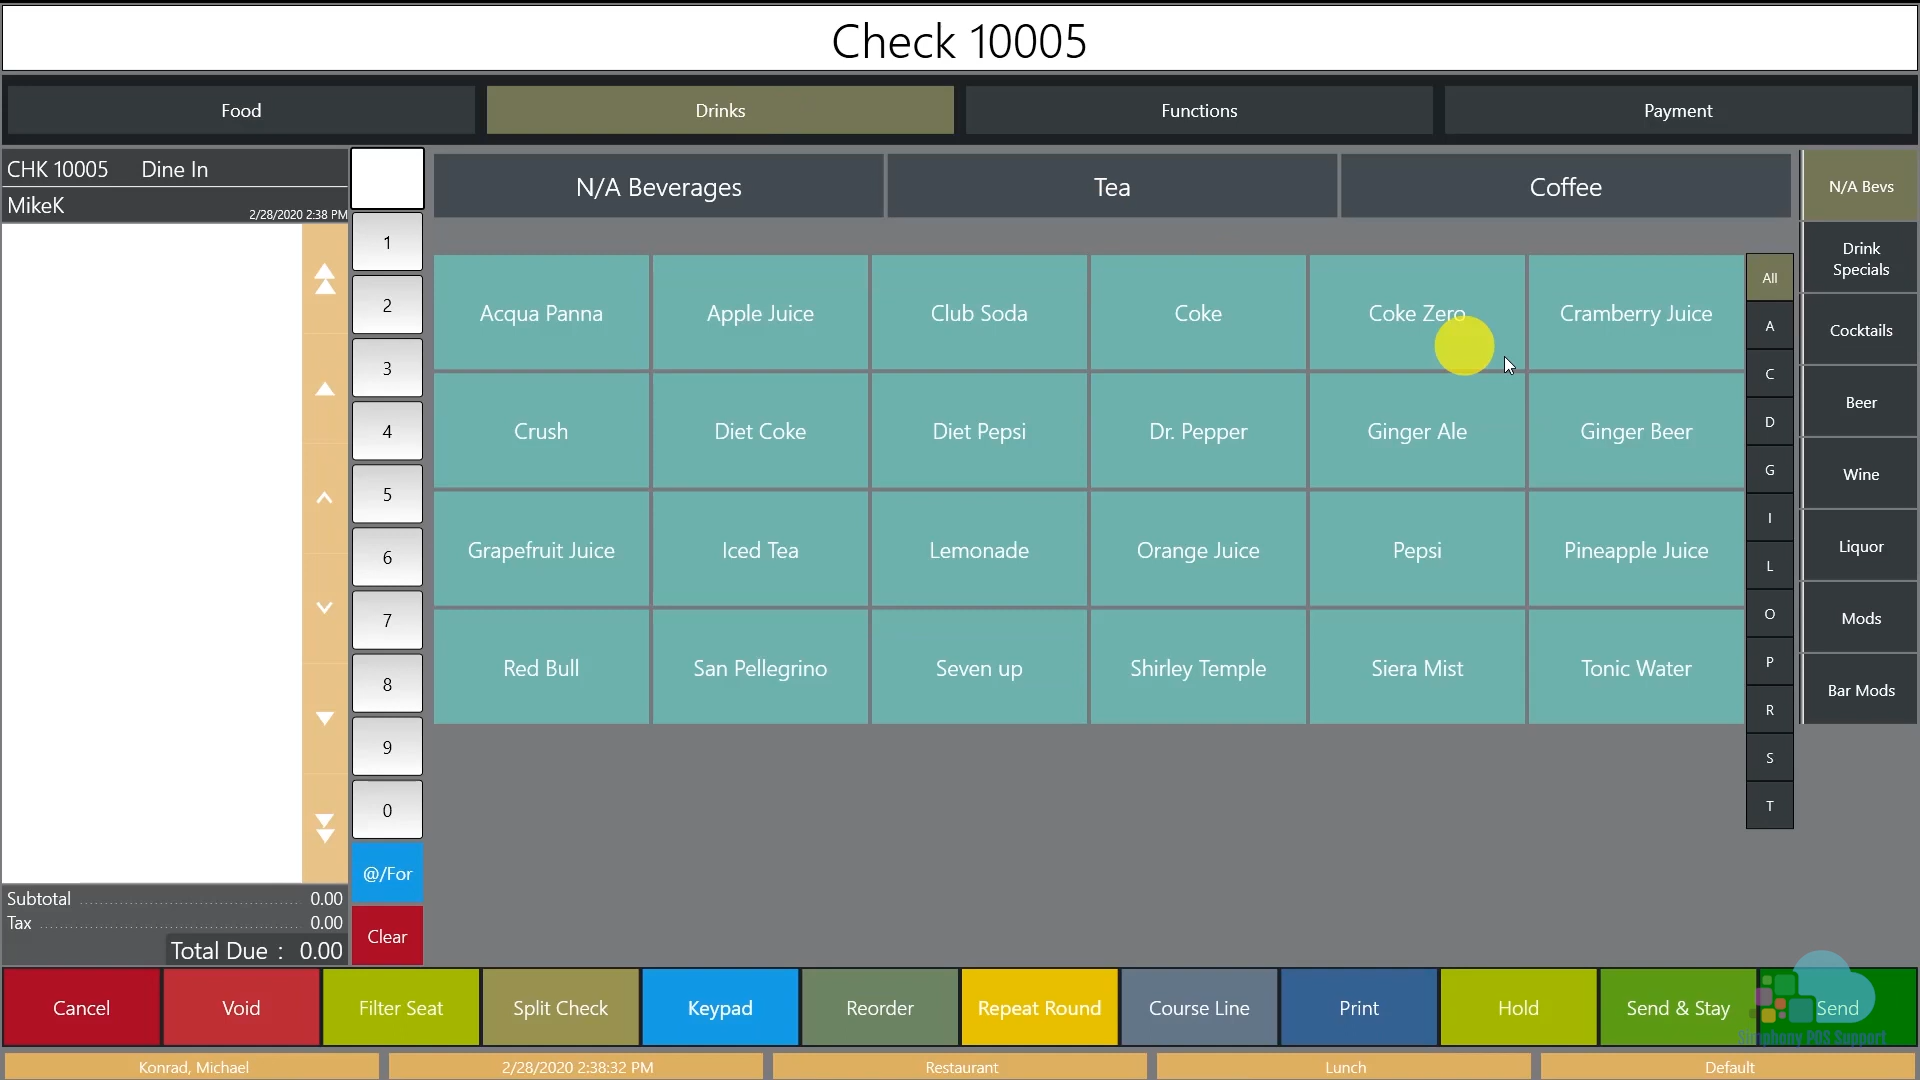 Check 10005
Food
Drinks
Functions
Payment
CHK 10005 Dine In
MikeK
2/28/2020 2:38 PM
1
2
3
4
5
6
7
8
9
0
@/For
Clear
N/A Beverages
Tea
Coffee
Acqua Panna
Apple Juice
Club Soda
Coke
Coke Zero
Cramberry Juice
Crush
Diet Coke
Diet Pepsi
Dr. Pepper
Ginger Ale
Ginger Beer
Grapefruit Juice
Iced Tea
Lemonade
Orange Juice
Pepsi
Pineapple Juice
Red Bull
San Pellegrino
Seven up
Shirley Temple
Siera Mist
Tonic Water
All
A
C
D
G
I
L
O
P
R
S
T
N/A Bevs
Drink
Specials
Cocktails
Beer
Wine
Liquor
Mods
Bar Mods
Subtotal 0.00
Tax 0.00
Total Due : 0.00
Cancel
Void
Filter Seat
Split Check
Keypad
Reorder
Repeat Round
Course Line
Print
Hold
Send & Stay
Send
Simphony POS Support
Konrad, Michael
2/28/2020 2:38:32 PM
Restaurant
Lunch
Default